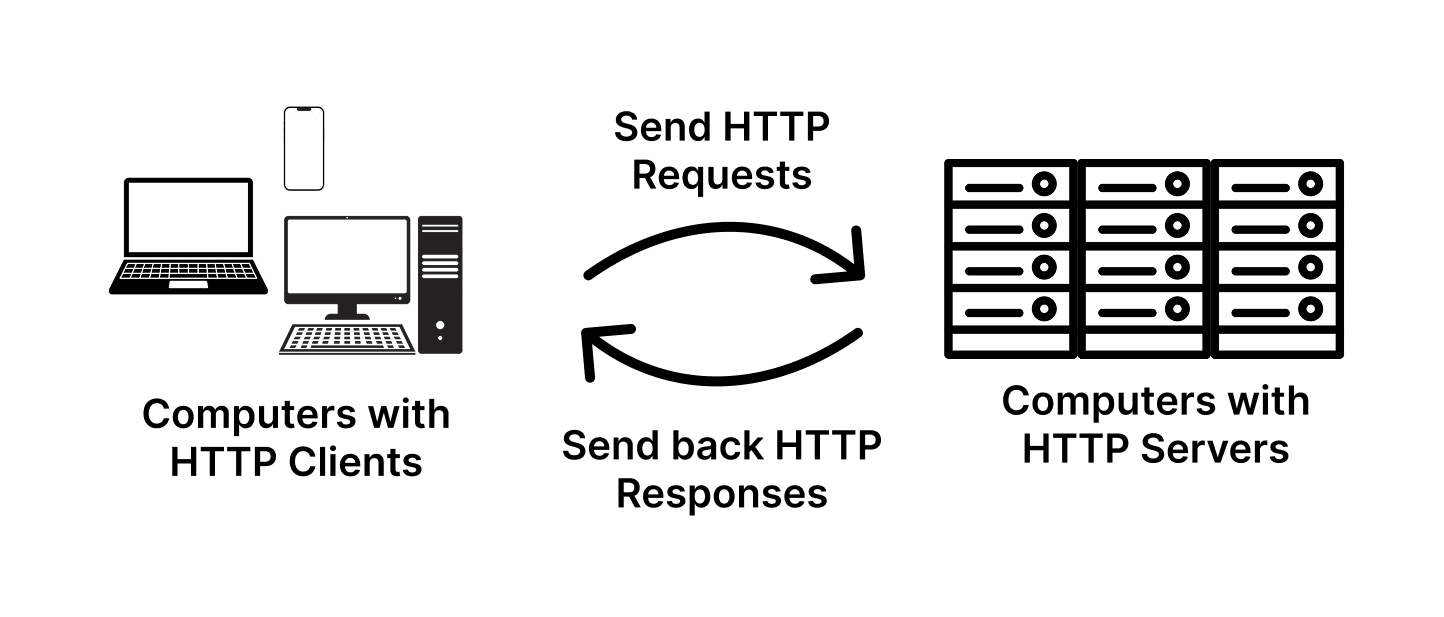 Send HTTP
Requests
Computers with
HTTP Clients
Send back HTTP
Responses
Computers with
HTTP Servers